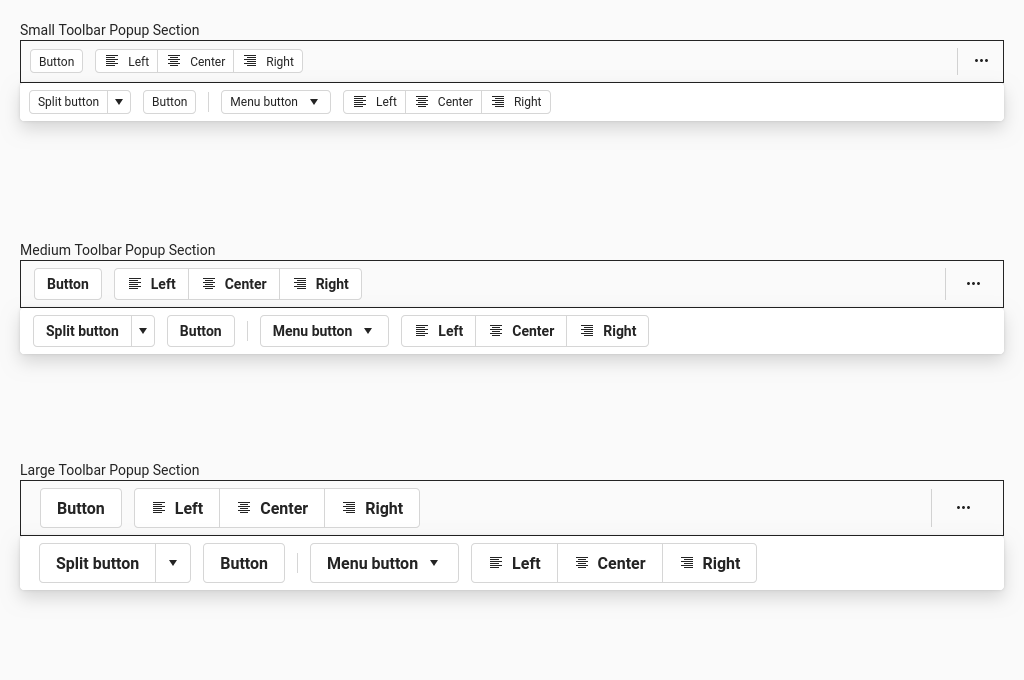 Small Toolbar Popup Section
Button Left Center Right
Split button Button Menu button Left Center Right
Medium Toolbar Popup Section
Button Left Center Right
Split button Button Menu button Left Center Right
Large Toolbar Popup Section
Button Left Center Right
Split button Button Menu button Left Center Right